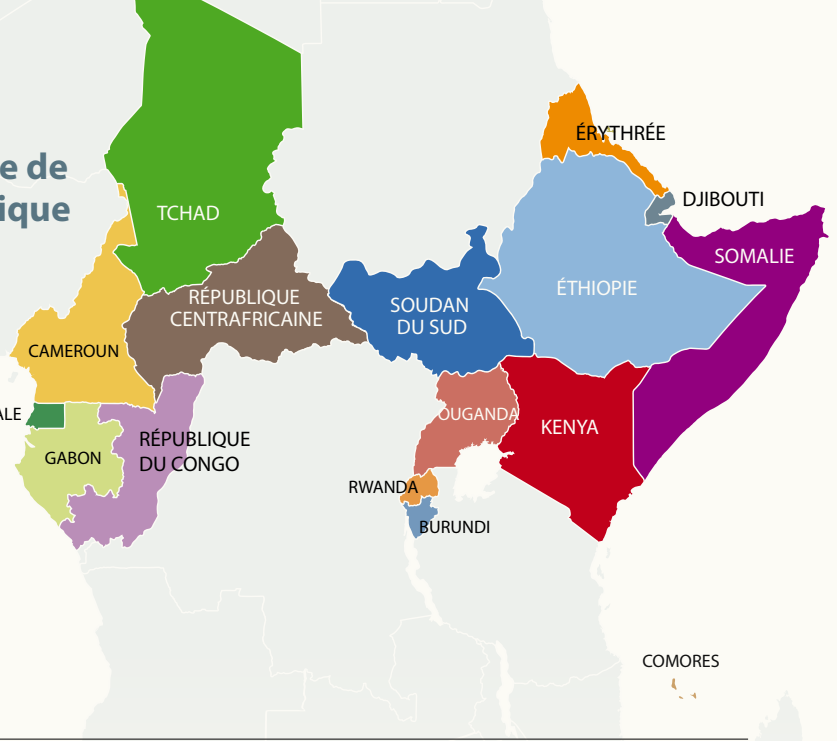 e de
ique
TCHAD
ÉRYTHRÉE
DJIBOUTI
SOMALIE
ÉTHIOPIE
RÉPUBLIQUE
CENTRAFRICAINE
SOUDAN
DU SUD
CAMEROUN
ALE
OUGANDA
KENYA
RÉPUBLIQUE
DU CONGO
GABON
RWANDA
BURUNDI
COMORES